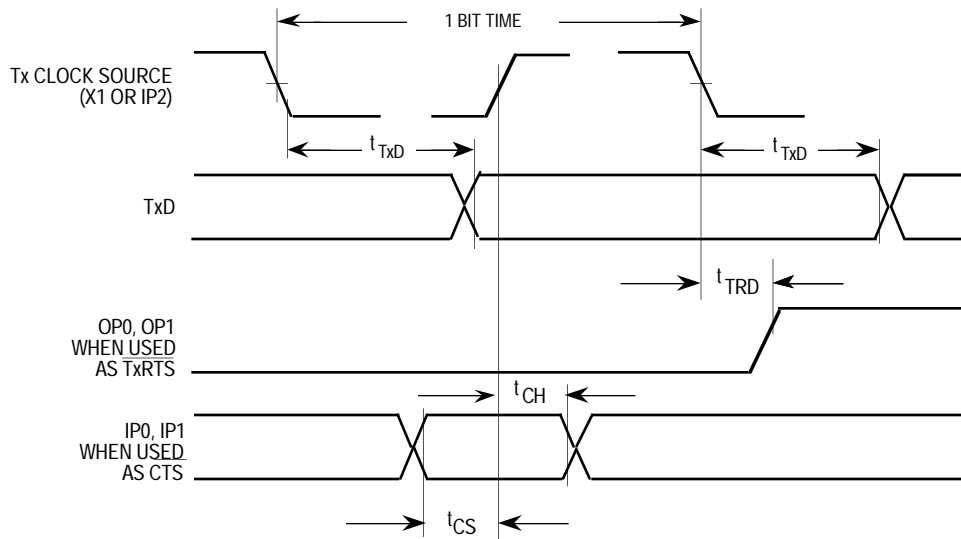 1 BIT TIME
Tx CLOCK SOURCE
(X1 OR IP2)
tTxD
tTxD
TxD
tTRD
OP0, OP1
WHEN USED
AS TxRTS
tCH
IP0, IP1
WHEN USED
AS CTS
tCS